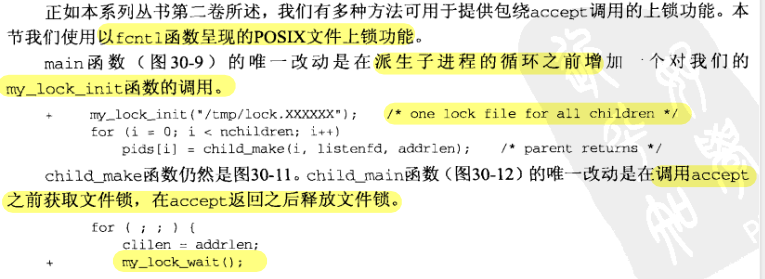 正如本系列丛书第二卷所述，我们有多种方法可用于提供包绕accept调用的上锁功能。本
节我们使用以fcntl函数呈现的POSIX文件上锁功能。
main函数（图30-9）的唯一改动是在派生子进程的循环之前增加一个对我们的
my_lock_init函数的调用。
+ my_lock_init("/tmp/lock.XXXXXX"); /* one lock file for all children */
for (i = 0; i < nchildren; i++)
pids[i] = child_make(i, listenfd, addrlen); /* parent returns */
child_make函数仍然是图30-11。child_main函数（图30-12）的唯一改动是在调用accept
之前获取文件锁，在accept返回之后释放文件锁。
for ( ; ; ) {
clilen = addrlen;
+ my_lock_wait();